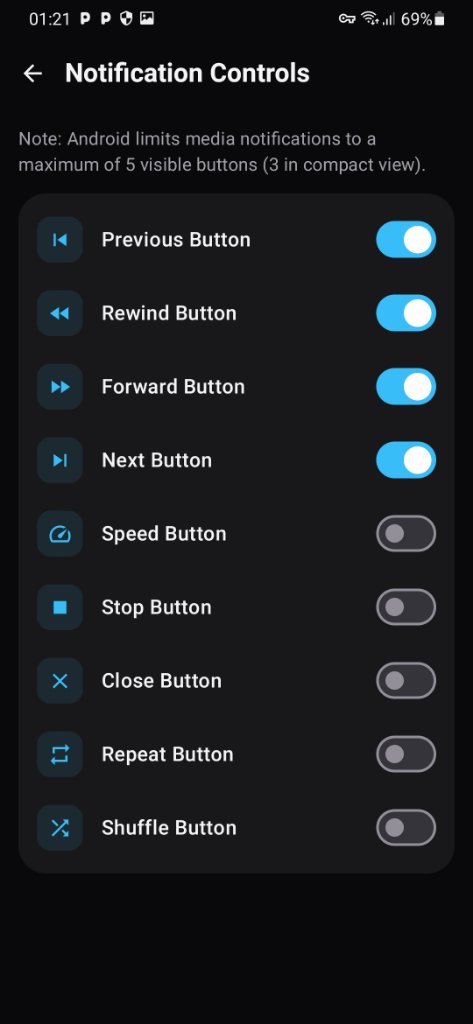 01:21 P P 69%
Notification Controls
Note: Android limits media notifications to a
maximum of 5 visible buttons (3 in compact view).
Previous Button
Rewind Button
Forward Button
Next Button
Speed Button
Stop Button
Close Button
Repeat Button
Shuffle Button